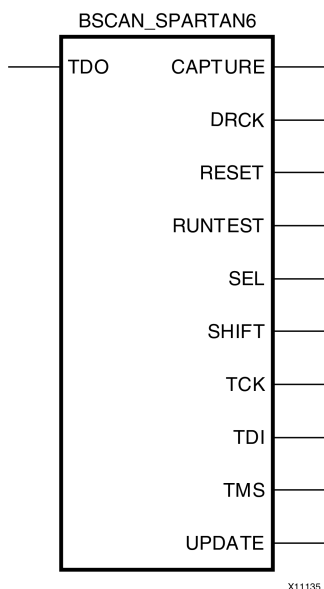 BSCAN_SPARTAN6
TDO CAPTURE
DRCK
RESET
RUNTEST
SEL
SHIFT
TCK
TDI
TMS
UPDATE
X11135